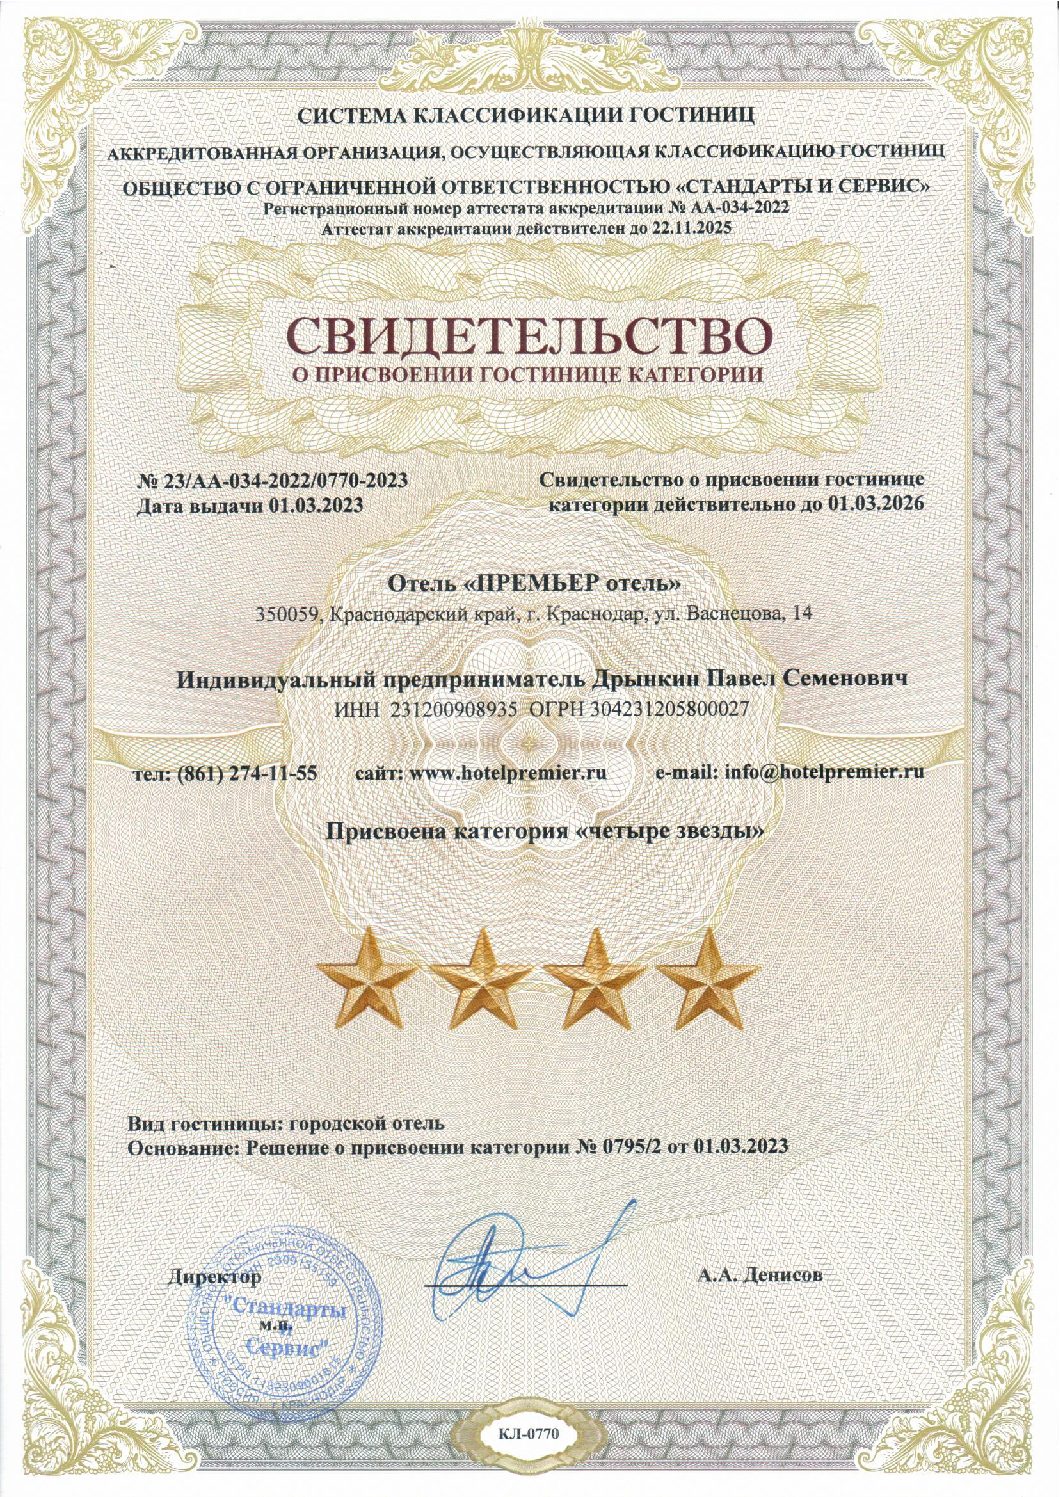 СИСТЕМА КЛАССИФИКАЦИИ ГОСТИНИЦ
АККРЕДИТОВАННАЯ ОРГАНИЗАЦИЯ, ОСУЩЕСТВЛЯЮЩАЯ КЛАССИФИКАЦИЮ ГОСТИНИЦ
ОБЩЕСТВО С ОГРАНИЧЕННОЙ ОТВЕТСТВЕННОСТЬЮ «СТАНДАРТЫ И СЕРВИС»
Регистрационный номер аттестата аккредитации № АА-034-2022
Аттестат аккредитации действителен до 22.11.2025
СВИДЕТЕЛЬСТВО
О ПРИСВОЕНИИ ГОСТИНИЦЕ КАТЕГОРИИ
№ 23/АА-034-2022/0770-2023
Дата выдачи 01.03.2023
Свидетельство о присвоении гостинице
категории действительно до 01.03.2026
Отель «ПРЕМЬЕР отель»
350059, Краснодарский край, г. Краснодар, ул. Васнецова, 14
Индивидуальный предприниматель Дрынкин Павел Семенович
ИНН 231200908935 ОГРН 304231205800027
тел: (861) 274-11-55 сайт: www.hotelpremier.ru e-mail: info@hotelpremier.ru
Присвоена категория «четыре звезды»
Вид гостиницы: городской отель
Основание: Решение о присвоении категории № 0795/2 от 01.03.2023
Директор
А.А. Денисов
м.п.
"Стандарты
и
Сервис"
КЛ-0770